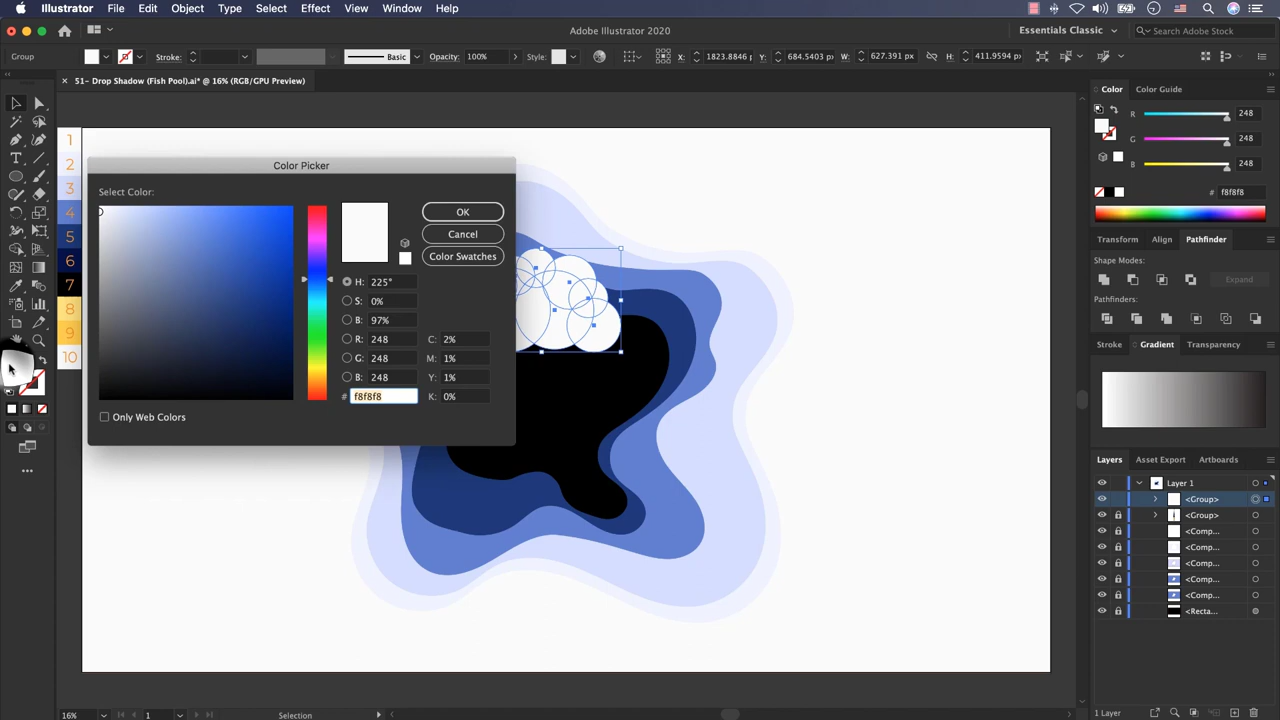 Illustrator File Edit Object Type Select Effect View Window Help
Adobe Illustrator 2020
Essentials Classic
Search Adobe Stock
Group Stroke: Basic Opacity: 100% Style: X: 1823.8846 p Y: 684.5403 p W: 627.391 px H: 411.9594 px
51- Drop Shadow (Fish Pool).ai* @ 16% (RGB/GPU Preview)
1
2
3
4
5
6
7
8
9
10
Color Picker
Select Color:
OK
Cancel
Color Swatches
H: 225°
S: 0%
B: 97%
R: 248 C: 2%
G: 248 M: 1%
B: 248 Y: 1%
# f8f8f8 K: 0%
Only Web Colors
Color Color Guide
R 248
G 248
B 248
# f8f8f8
Transform Align Pathfinder
Shape Modes:
Expand
Pathfinders:
Stroke Gradient Transparency
Layers Asset Export Artboards
Layer 1
<Group>
<Group>
<Comp...
<Comp...
<Comp...
<Comp...
<Comp...
<Recta...
1 Layer
16% 1 Selection